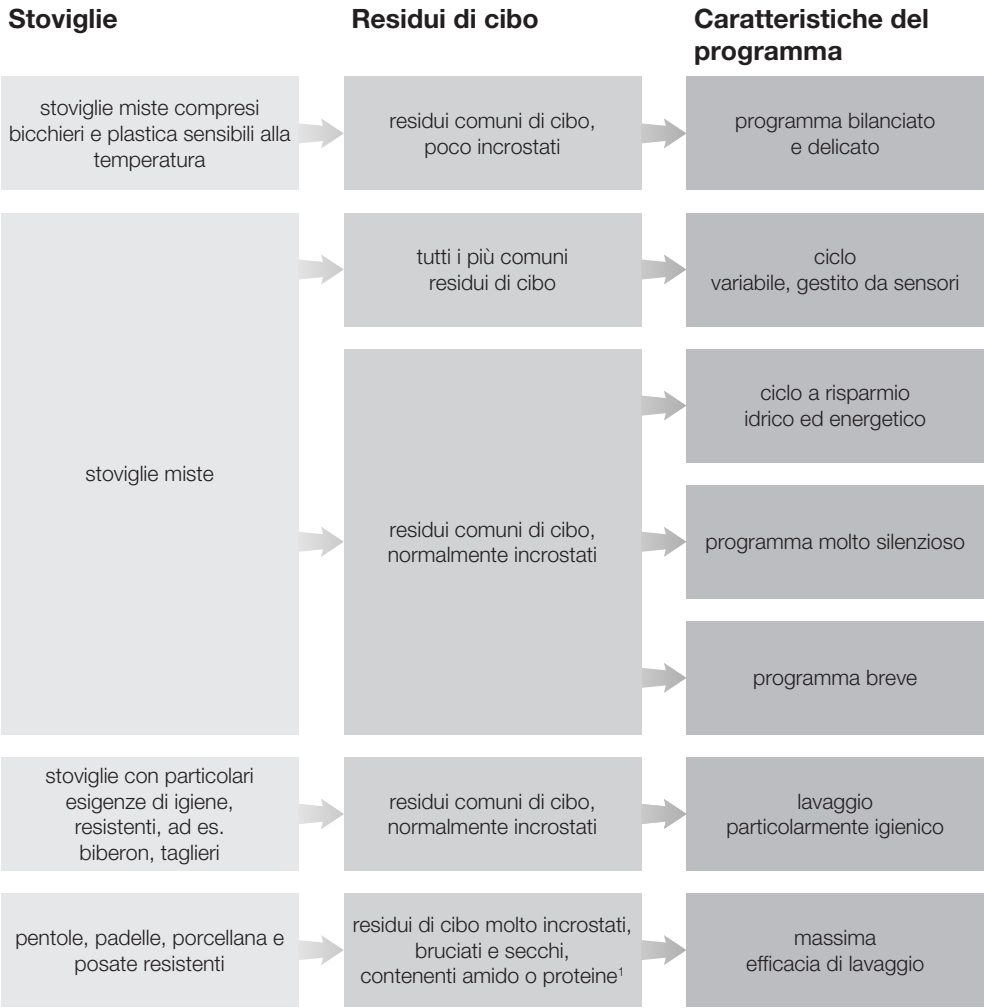 Stoviglie
Residui di cibo
Caratteristiche del
programma
stoviglie miste compresi
bicchieri e plastica sensibili alla
temperatura
residui comuni di cibo,
poco incrostati
programma bilanciato
e delicato
stoviglie miste
tutti i più comuni
residui di cibo
ciclo
variabile, gestito da sensori
residui comuni di cibo,
normalmente incrostati
ciclo a risparmio
idrico ed energetico
programma molto silenzioso
programma breve
stoviglie con particolari
esigenze di igiene,
resistenti, ad es.
biberon, taglieri
residui comuni di cibo,
normalmente incrostati
lavaggio
particolarmente igienico
pentole, padelle, porcellana e
posate resistenti
residui di cibo molto incrostati,
bruciati e secchi,
contenenti amido o proteine¹
massima
efficacia di lavaggio